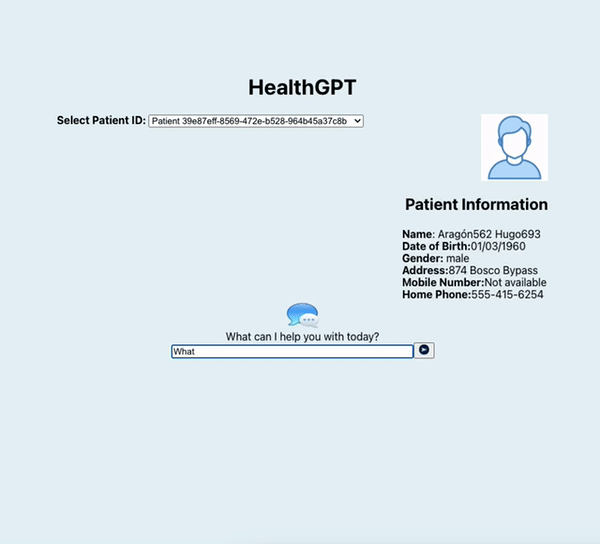 HealthGPT
Select Patient ID: Patient 39e87eff-8569-472e-b528-964b45a37c8b
Patient Information
Name: Aragón562 Hugo693
Date of Birth:01/03/1960
Gender: male
Address:874 Bosco Bypass
Mobile Number:Not available
Home Phone:555-415-6254
What can I help you with today?
What